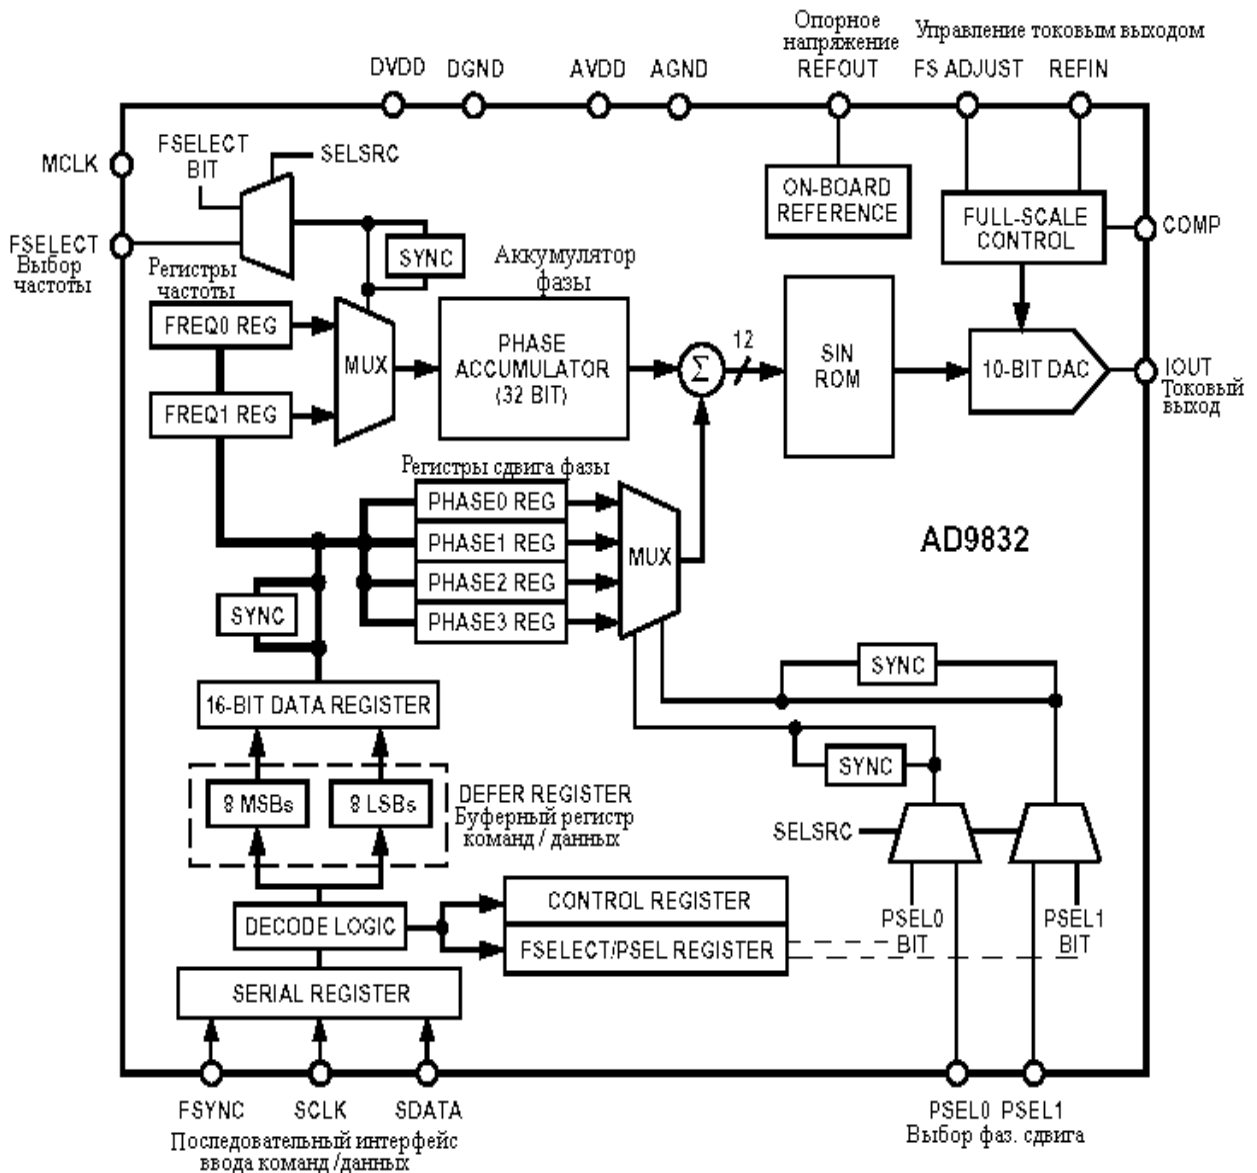 Опорное
напряжение
Управление токовым выходом
DVDD
DGND
AVDD
AGND
REFOUT
FS ADJUST
REFIN
MCLK
FSELECT
BIT
SELSRC
FSELECT
Выбор
частоты
Регистры
частоты
SYNC
Аккумулятор
фазы
ON-BOARD
REFERENCE
FULL-SCALE
CONTROL
COMP
FREQ0 REG
FREQ1 REG
MUX
PHASE
ACCUMULATOR
(32 BIT)
Σ
12
SIN
ROM
10-BIT DAC
IOUT
Токовый
выход
Регистры сдвига фазы
PHASE0 REG
PHASE1 REG
PHASE2 REG
PHASE3 REG
MUX
AD9832
SYNC
SYNC
SYNC
16-BIT DATA REGISTER
8 MSBs
8 LSBs
DEFER REGISTER
Буферный регистр
команд / данных
SELSRC
DECODE LOGIC
CONTROL REGISTER
FSELECT/PSEL REGISTER
PSEL0
BIT
PSEL1
BIT
SERIAL REGISTER
FSYNC
SCLK
SDATA
Последовательный интерфейс
ввода команд /данных
PSEL0
PSEL1
Выбор фаз. сдвига